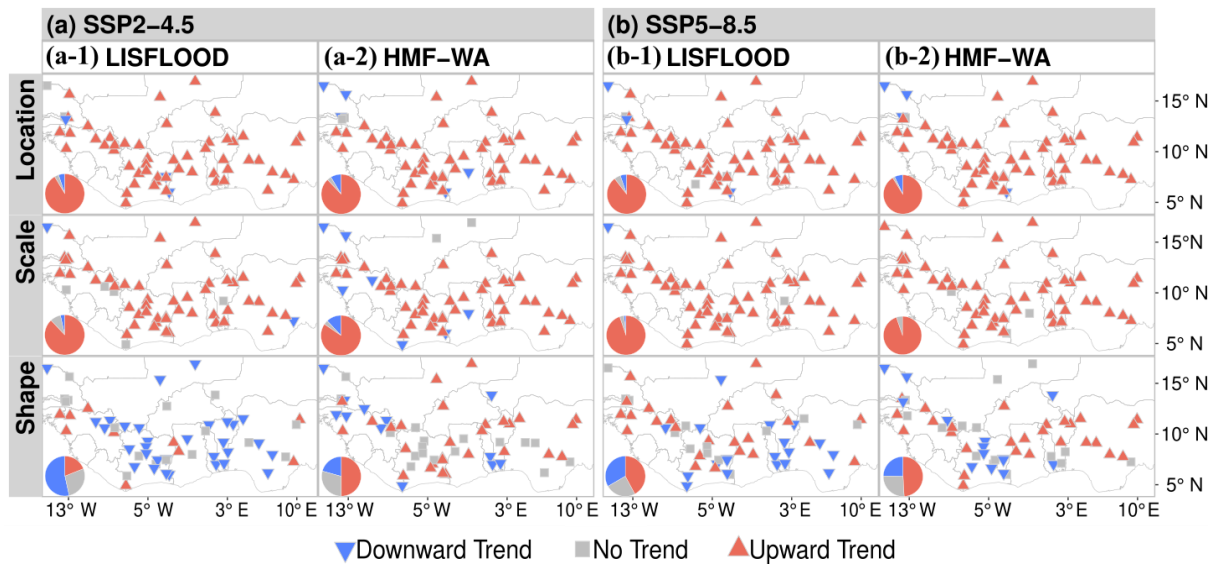 (a) SSP2−4.5
(b) SSP5−8.5
(a-1) LISFLOOD
(a-2) HMF−WA
(b-1) LISFLOOD
(b-2) HMF−WA
Location
15° N
10° N
5° N
Scale
15° N
10° N
5° N
Shape
15° N
10° N
5° N
13° W 5° W 3° E 10° E
13° W 5° W 3° E 10° E
13° W 5° W 3° E 10° E
13° W 5° W 3° E 10° E
Downward Trend No Trend Upward Trend